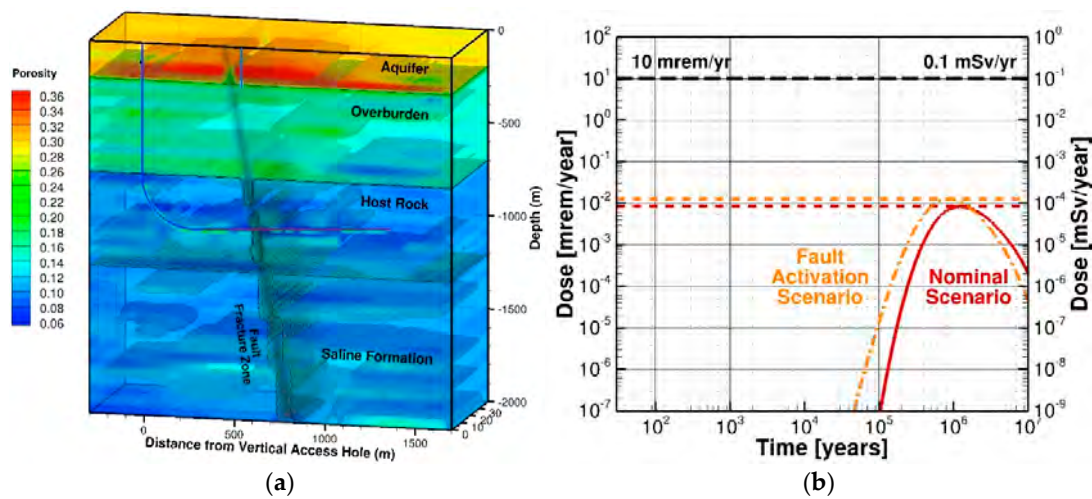 Porosity
0.36
0.34
0.32
0.30
0.28
0.26
0.24
0.22
0.20
0.18
0.16
0.14
0.12
0.10
0.08
0.06
Aquifer
Overburden
Host Rock
Fault
Fracture Zone
Saline Formation
0
-500
-1000
-1500
-2000
Depth (m)
0 10 20 30
0
500
1000
1500
Distance from Vertical Access Hole (m)
(a)
Dose [mrem/year]
10²
10¹
10⁰
10⁻¹
10⁻²
10⁻³
10⁻⁴
10⁻⁵
10⁻⁶
10⁻⁷
10 mrem/yr
0.1 mSv/yr
Fault
Activation
Scenario
Nominal
Scenario
10⁰
10⁻¹
10⁻²
10⁻³
10⁻⁴
10⁻⁵
10⁻⁶
10⁻⁷
10⁻⁸
10⁻⁹
Dose [mSv/year]
10² 10³ 10⁴ 10⁵ 10⁶ 10⁷
Time [years]
(b)